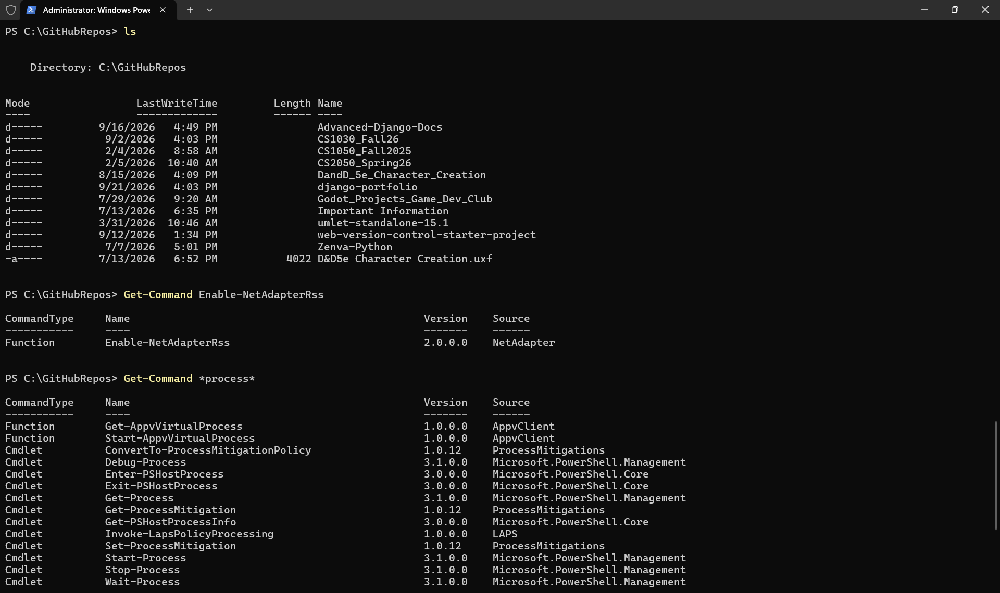 Administrator: Windows Powe
PS C:\GitHubRepos> ls
Directory: C:\GitHubRepos
Mode                 LastWriteTime         Length Name
----                 -------------         ------ ----
d-----         9/16/2026   4:49 PM                Advanced-Django-Docs
d-----          9/2/2026   4:03 PM                CS1030_Fall26
d-----          2/4/2026   8:58 AM                CS1050_Fall2025
d-----          2/5/2026  10:40 AM                CS2050_Spring26
d-----         8/15/2026   4:09 PM                DandD_5e_Character_Creation
d-----         9/21/2026   4:03 PM                django-portfolio
d-----         7/29/2026   9:20 AM                Godot_Projects_Game_Dev_Club
d-----         7/13/2026   6:35 PM                Important Information
d-----         3/31/2026  10:46 AM                umlet-standalone-15.1
d-----         9/12/2026   1:34 PM                web-version-control-starter-project
d-----          7/7/2026   5:01 PM                Zenva-Python
-a----         7/13/2026   6:52 PM           4022 D&D5e Character Creation.uxf
PS C:\GitHubRepos> Get-Command Enable-NetAdapterRss
CommandType     Name                                               Version    Source
-----------     ----                                               -------    ------
Function        Enable-NetAdapterRss                               2.0.0.0    NetAdapter
PS C:\GitHubRepos> Get-Command *process*
CommandType     Name                                               Version    Source
-----------     ----                                               -------    ------
Function        Get-AppvVirtualProcess                             1.0.0.0    AppvClient
Function        Start-AppvVirtualProcess                           1.0.0.0    AppvClient
Cmdlet          ConvertTo-ProcessMitigationPolicy                  1.0.12     ProcessMitigations
Cmdlet          Debug-Process                                      3.1.0.0    Microsoft.PowerShell.Management
Cmdlet          Enter-PSHostProcess                                3.0.0.0    Microsoft.PowerShell.Core
Cmdlet          Exit-PSHostProcess                                 3.0.0.0    Microsoft.PowerShell.Core
Cmdlet          Get-Process                                        3.1.0.0    Microsoft.PowerShell.Management
Cmdlet          Get-ProcessMitigation                              1.0.12     ProcessMitigations
Cmdlet          Get-PSHostProcessInfo                              3.0.0.0    Microsoft.PowerShell.Core
Cmdlet          Invoke-LapsPolicyProcessing                        1.0.0.0    LAPS
Cmdlet          Set-ProcessMitigation                              1.0.12     ProcessMitigations
Cmdlet          Start-Process                                      3.1.0.0    Microsoft.PowerShell.Management
Cmdlet          Stop-Process                                       3.1.0.0    Microsoft.PowerShell.Management
Cmdlet          Wait-Process                                       3.1.0.0    Microsoft.PowerShell.Management